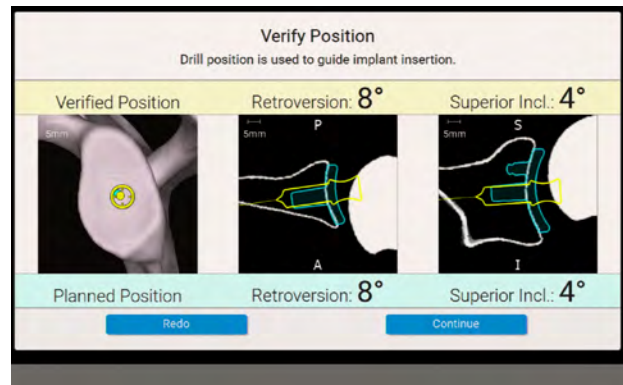 Verify Position
Drill position is used to guide implant insertion.
Verified Position Retroversion: 8° Superior Incl.: 4°
5mm 5mm P 5mm S
A I
Planned Position Retroversion: 8° Superior Incl.: 4°
Redo Continue